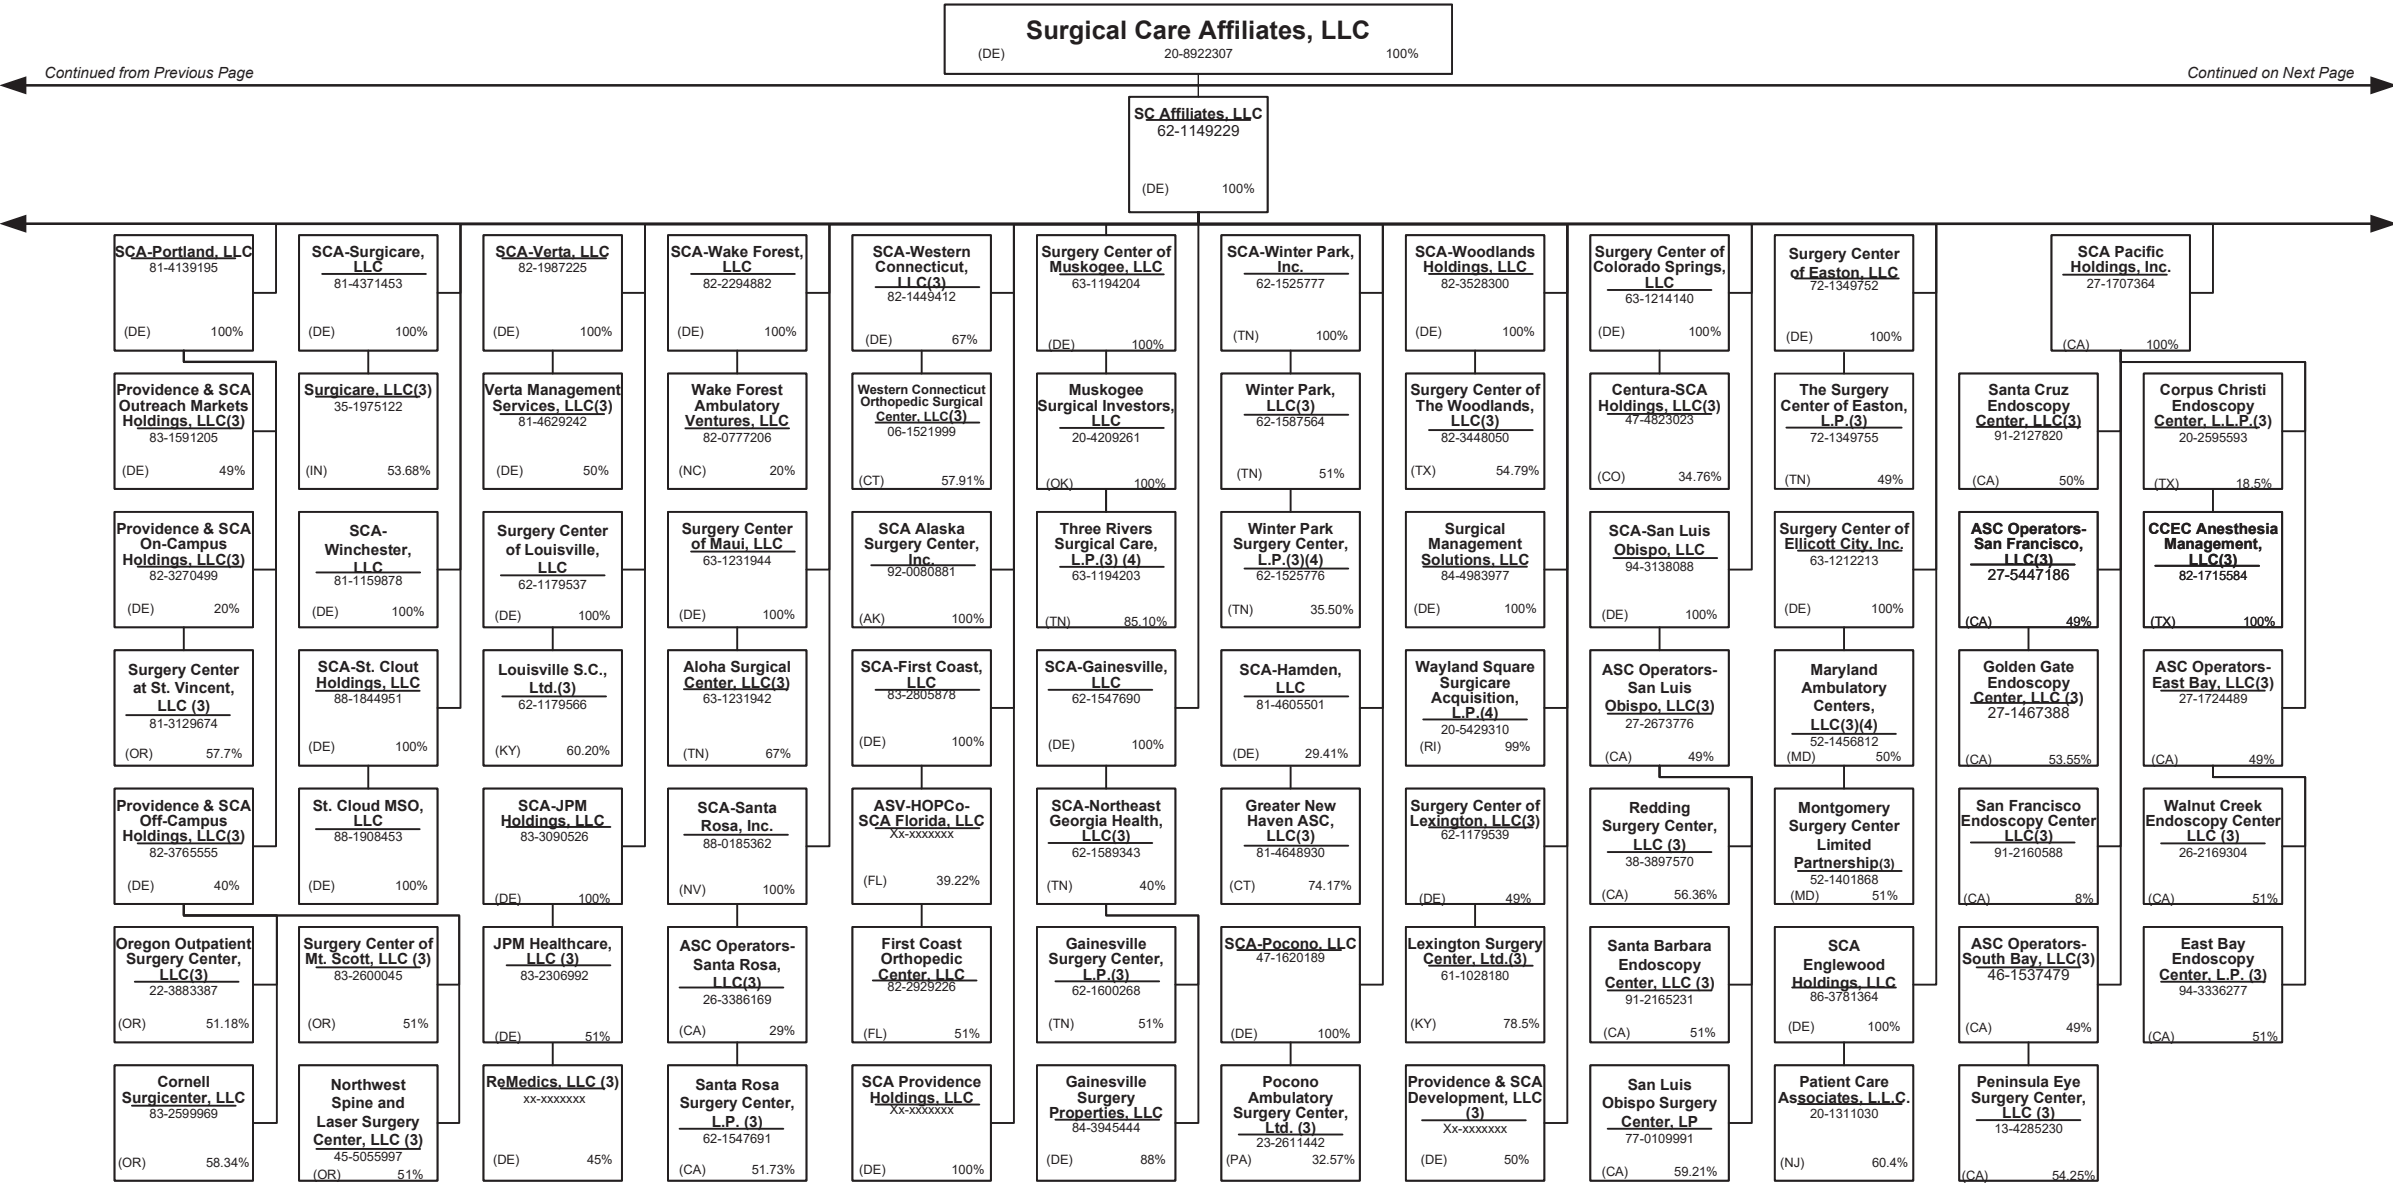 Surgical Care Affiliates, LLC
(DE) 20-8922307 100%
Continued from Previous Page
Continued on Next Page
SC Affiliates, LLC
62-1149229
(DE) 100%
SCA-Portland, LLC
81-4139195
(DE) 100%
SCA-Surgicare,
LLC
81-4371453
(DE) 100%
SCA-Verta, LLC
82-1987225
(DE) 100%
SCA-Wake Forest,
LLC
82-2294882
(DE) 100%
SCA-Western
Connecticut,
LLC(3)
82-1449412
(DE) 67%
Surgery Center of
Muskogee, LLC
63-1194204
(DE) 100%
SCA-Winter Park,
Inc.
62-1525777
(TN) 100%
SCA-Woodlands
Holdings, LLC
82-3528300
(DE) 100%
Surgery Center of
Colorado Springs,
LLC
63-1214140
(DE) 100%
Surgery Center
of Easton, LLC
72-1349752
(DE) 100%
SCA Pacific
Holdings, Inc.
27-1707364
(CA) 100%
Providence & SCA
Outreach Markets
Holdings, LLC(3)
83-1591205
(DE) 49%
Surgicare, LLC(3)
35-1975122
(IN) 53.68%
Verta Management
Services, LLC(3)
81-4629242
(DE) 50%
Wake Forest
Ambulatory
Ventures, LLC
82-0777206
(NC) 20%
Western Connecticut
Orthopedic Surgical
Center, LLC(3)
06-1521999
(CT) 57.91%
Muskogee
Surgical Investors,
LLC
20-4209261
(OK) 100%
Winter Park,
LLC(3)
62-1587564
(TN) 51%
Surgery Center of
The Woodlands,
LLC(3)
82-3448050
(TX) 54.79%
Centura-SCA
Holdings, LLC(3)
47-4823023
(CO) 34.76%
The Surgery
Center of Easton,
L.P.(3)
72-1349755
(TN) 49%
Santa Cruz
Endoscopy
Center, LLC(3)
91-2127820
(CA) 50%
Corpus Christi
Endoscopy
Center, L.L.P.(3)
20-2595593
(TX) 18.5%
Providence & SCA
On-Campus
Holdings, LLC(3)
82-3270499
(DE) 20%
SCA-
Winchester,
LLC
81-1159878
(DE) 100%
Surgery Center
of Louisville,
LLC
62-1179537
(DE) 100%
Surgery Center
of Maui, LLC
63-1231944
(DE) 100%
SCA Alaska
Surgery Center,
Inc.
92-0080881
(AK) 100%
Three Rivers
Surgical Care,
L.P.(3) (4)
63-1194203
(TN) 85.10%
Winter Park
Surgery Center,
L.P.(3)(4)
62-1525776
(TN) 35.50%
Surgical
Management
Solutions, LLC
84-4983977
(DE) 100%
SCA-San Luis
Obispo, LLC
94-3138088
(DE) 100%
Surgery Center of
Ellicott City, Inc.
63-1212213
(DE) 100%
ASC Operators-
San Francisco,
LLC(3)
27-5447186
(CA) 49%
CCEC Anesthesia
Management,
LLC(3)
82-1715584
(TX) 100%
Surgery Center
at St. Vincent,
LLC (3)
81-3129674
(OR) 57.7%
SCA-St. Clout
Holdings, LLC
88-1844951
(DE) 100%
Louisville S.C.,
Ltd.(3)
62-1179566
(KY) 60.20%
Aloha Surgical
Center, LLC(3)
63-1231942
(TN) 67%
SCA-First Coast,
LLC
83-2805878
(DE) 100%
SCA-Gainesville,
LLC
62-1547690
(DE) 100%
SCA-Hamden,
LLC
81-4605501
(DE) 29.41%
Wayland Square
Surgicare
Acquisition,
L.P.(4)
20-5429310
(RI) 99%
ASC Operators-
San Luis
Obispo, LLC(3)
27-2673776
(CA) 49%
Maryland
Ambulatory
Centers,
LLC(3)(4)
52-1456812
(MD) 50%
Golden Gate
Endoscopy
Center, LLC (3)
27-1467388
(CA) 53.55%
ASC Operators-
East Bay, LLC(3)
27-1724489
(CA) 49%
Providence & SCA
Off-Campus
Holdings, LLC(3)
82-3765555
(DE) 40%
St. Cloud MSO,
LLC
88-1908453
(DE) 100%
SCA-JPM
Holdings, LLC
83-3090526
(DE) 100%
SCA-Santa
Rosa, Inc.
88-0185362
(NV) 100%
ASV-HOPCo-
SCA Florida, LLC
Xx-xxxxxxx
(FL) 39.22%
SCA-Northeast
Georgia Health,
LLC(3)
62-1589343
(TN) 40%
Greater New
Haven ASC,
LLC(3)
81-4648930
(CT) 74.17%
Surgery Center of
Lexington, LLC(3)
62-1179539
(DE) 49%
Redding
Surgery Center,
LLC (3)
38-3897570
(CA) 56.36%
Montgomery
Surgery Center
Limited
Partnership(3)
52-1401868
(MD) 51%
San Francisco
Endoscopy Center
LLC(3)
91-2160588
(CA) 8%
Walnut Creek
Endoscopy Center
LLC (3)
26-2169304
(CA) 51%
Oregon Outpatient
Surgery Center,
LLC(3)
22-3883387
(OR) 51.18%
Surgery Center of
Mt. Scott, LLC (3)
83-2600045
(OR) 51%
JPM Healthcare,
LLC (3)
83-2306992
(DE) 51%
ASC Operators-
Santa Rosa,
LLC(3)
26-3386169
(CA) 29%
First Coast
Orthopedic
Center, LLC
82-2929226
(FL) 51%
Gainesville
Surgery Center,
L.P.(3)
62-1600268
(TN) 51%
SCA-Pocono, LLC
47-1620189
(DE) 100%
Lexington Surgery
Center, Ltd.(3)
61-1028180
(KY) 78.5%
Santa Barbara
Endoscopy
Center, LLC (3)
91-2165231
(CA) 51%
SCA
Englewood
Holdings, LLC
86-3781364
(DE) 100%
ASC Operators-
South Bay, LLC(3)
46-1537479
(CA) 49%
East Bay
Endoscopy
Center, L.P. (3)
94-3336277
(CA) 51%
Cornell
Surgicenter, LLC
83-2599969
(OR) 58.34%
Northwest
Spine and
Laser Surgery
Center, LLC (3)
45-5055997
(OR) 51%
ReMedics, LLC (3)
xx-xxxxxxx
(DE) 45%
Santa Rosa
Surgery Center,
L.P. (3)
62-1547691
(CA) 51.73%
SCA Providence
Holdings, LLC
Xx-xxxxxxx
(DE) 100%
Gainesville
Surgery
Properties, LLC
84-3945444
(DE) 88%
Pocono
Ambulatory
Surgery Center,
Ltd. (3)
23-2611442
(PA) 32.57%
Providence & SCA
Development, LLC
(3)
Xx-xxxxxxx
(DE) 50%
San Luis
Obispo Surgery
Center, LP
77-0109991
(CA) 59.21%
Patient Care
Associates, L.L.C.
20-1311030
(NJ) 60.4%
Peninsula Eye
Surgery Center,
LLC (3)
13-4285230
(CA) 54.25%